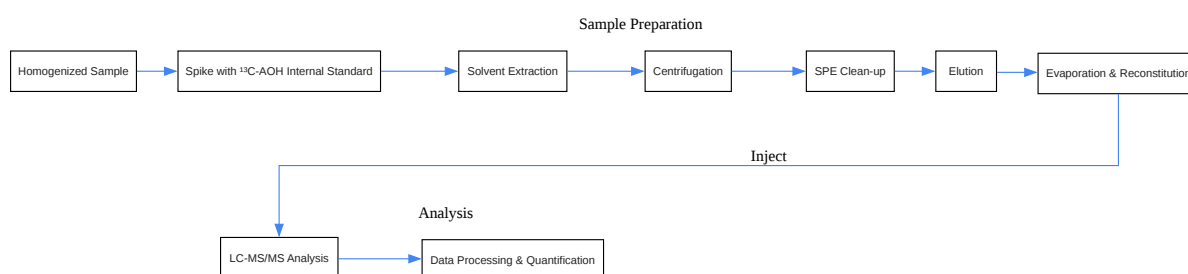 Sample Preparation
Homogenized Sample
Spike with ¹³C-AOH Internal Standard
Solvent Extraction
Centrifugation
SPE Clean-up
Elution
Evaporation & Reconstitution
Inject
Analysis
LC-MS/MS Analysis
Data Processing & Quantification